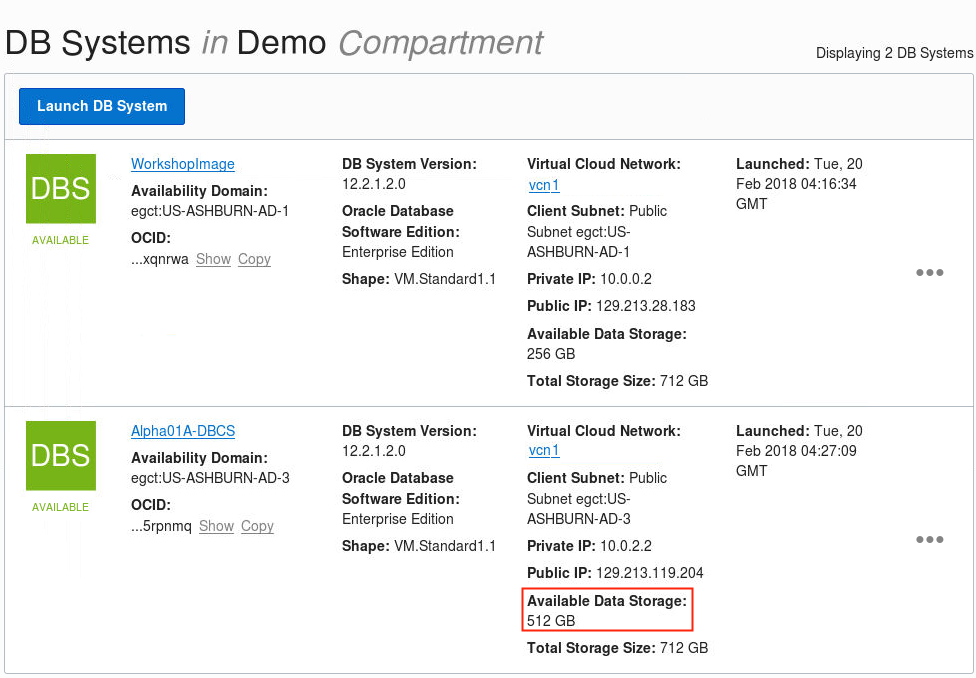 DB Systems in Demo Compartment
Displaying 2 DB Systems
Launch DB System
DBS
AVAILABLE
WorkshopImage
Availability Domain:
egct:US-ASHBURN-AD-1
OCID:
...xqnrwa Show Copy
DB System Version:
12.2.1.2.0
Oracle Database
Software Edition:
Enterprise Edition
Shape: VM.Standard1.1
Virtual Cloud Network:
vcn1
Client Subnet: Public
Subnet egct:US-
ASHBURN-AD-1
Private IP: 10.0.0.2
Public IP: 129.213.28.183
Available Data Storage:
256 GB
Total Storage Size: 712 GB
Launched: Tue, 20
Feb 2018 04:16:34
GMT
DBS
AVAILABLE
Alpha01A-DBCS
Availability Domain:
egct:US-ASHBURN-AD-3
OCID:
...5rpnmq Show Copy
DB System Version:
12.2.1.2.0
Oracle Database
Software Edition:
Enterprise Edition
Shape: VM.Standard1.1
Virtual Cloud Network:
vcn1
Client Subnet: Public
Subnet egct:US-
ASHBURN-AD-3
Private IP: 10.0.2.2
Public IP: 129.213.119.204
Available Data Storage:
512 GB
Total Storage Size: 712 GB
Launched: Tue, 20
Feb 2018 04:27:09
GMT